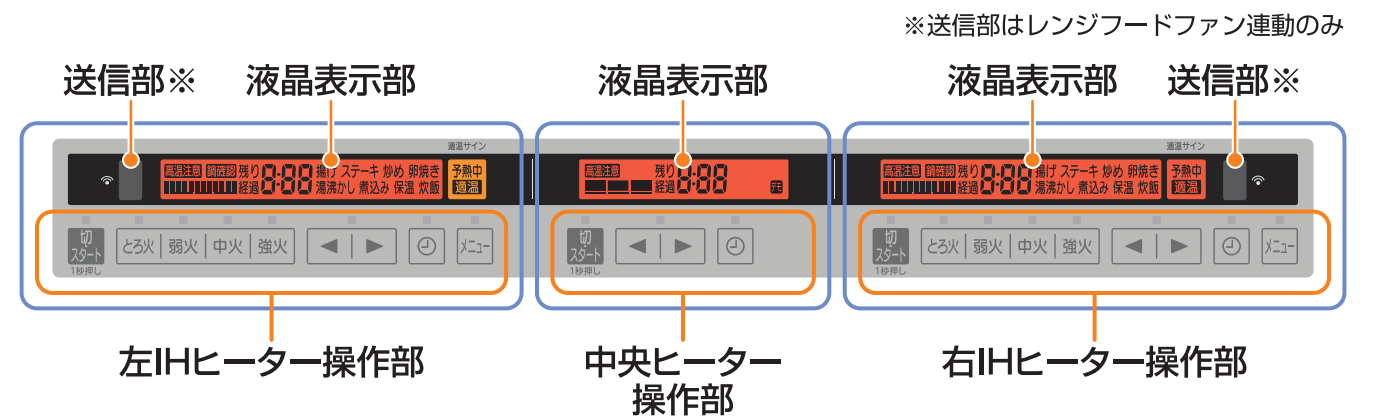 ※送信部はレンジフードファン連動のみ
送信部※
液晶表示部
液晶表示部
液晶表示部
送信部※
適温サイン
高温注意 鍋確認 残り 8:88 揚げ ステーキ 炒め 卵焼き 予熱中
経過 湯沸かし 煮込み 保温 炊飯 適温
切
スタート
1秒押し
とろ火 弱火 中火 強火
メニュー
高温注意 残り 8:88
経過
切
スタート
1秒押し
適温サイン
高温注意 鍋確認 残り 8:88 揚げ ステーキ 炒め 卵焼き 予熱中
経過 湯沸かし 煮込み 保温 炊飯 適温
切
スタート
1秒押し
とろ火 弱火 中火 強火
メニュー
左IHヒーター操作部
中央ヒーター
操作部
右IHヒーター操作部